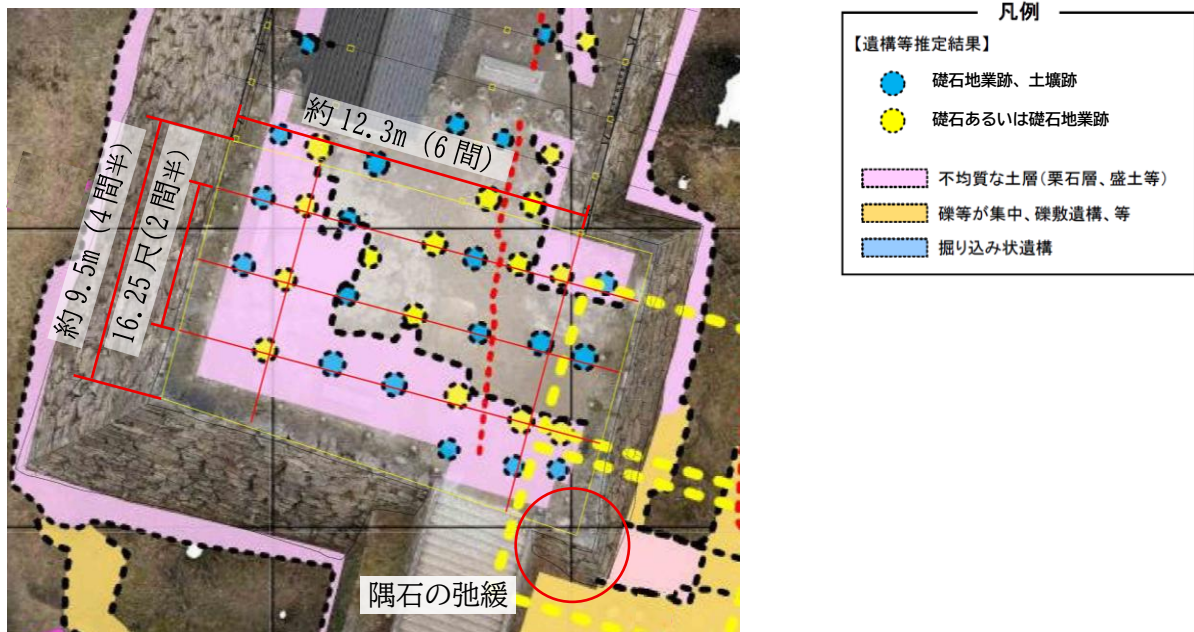 約 12.3m（6 間）
約 9.5m（4 間半）
16.25 尺(2 間半)
隅石の弛緩
凡例
【遺構等推定結果】
礎石地業跡、土壙跡
礎石あるいは礎石地業跡
不均質な土層(栗石層、盛土等)
礫等が集中、礫敷遺構、等
掘り込み状遺構